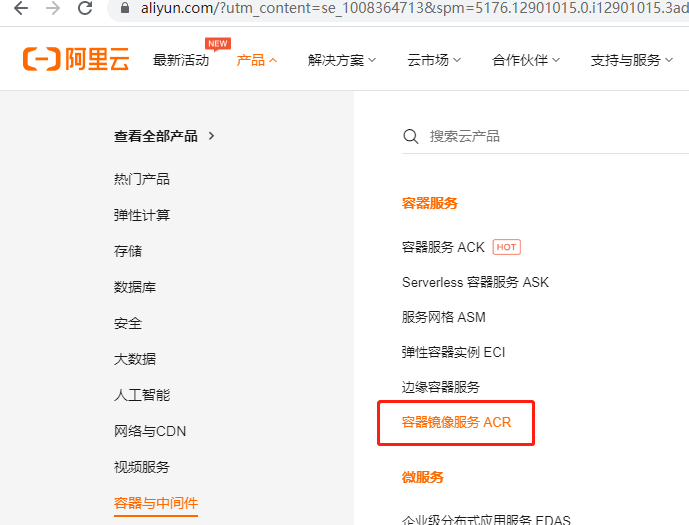 aliyun.com/?utm_content=se_1008364713&spm=5176.12901015.0.i12901015.3ad
阿里云 最新活动 NEW 产品 解决方案 云市场 合作伙伴 支持与服务
查看全部产品 >
热门产品
弹性计算
存储
数据库
安全
大数据
人工智能
网络与CDN
视频服务
容器与中间件
搜索云产品
容器服务
容器服务 ACK HOT
Serverless 容器服务 ASK
服务网格 ASM
弹性容器实例 ECI
边缘容器服务
容器镜像服务 ACR
微服务
企业级分布式应用服务 EDAS